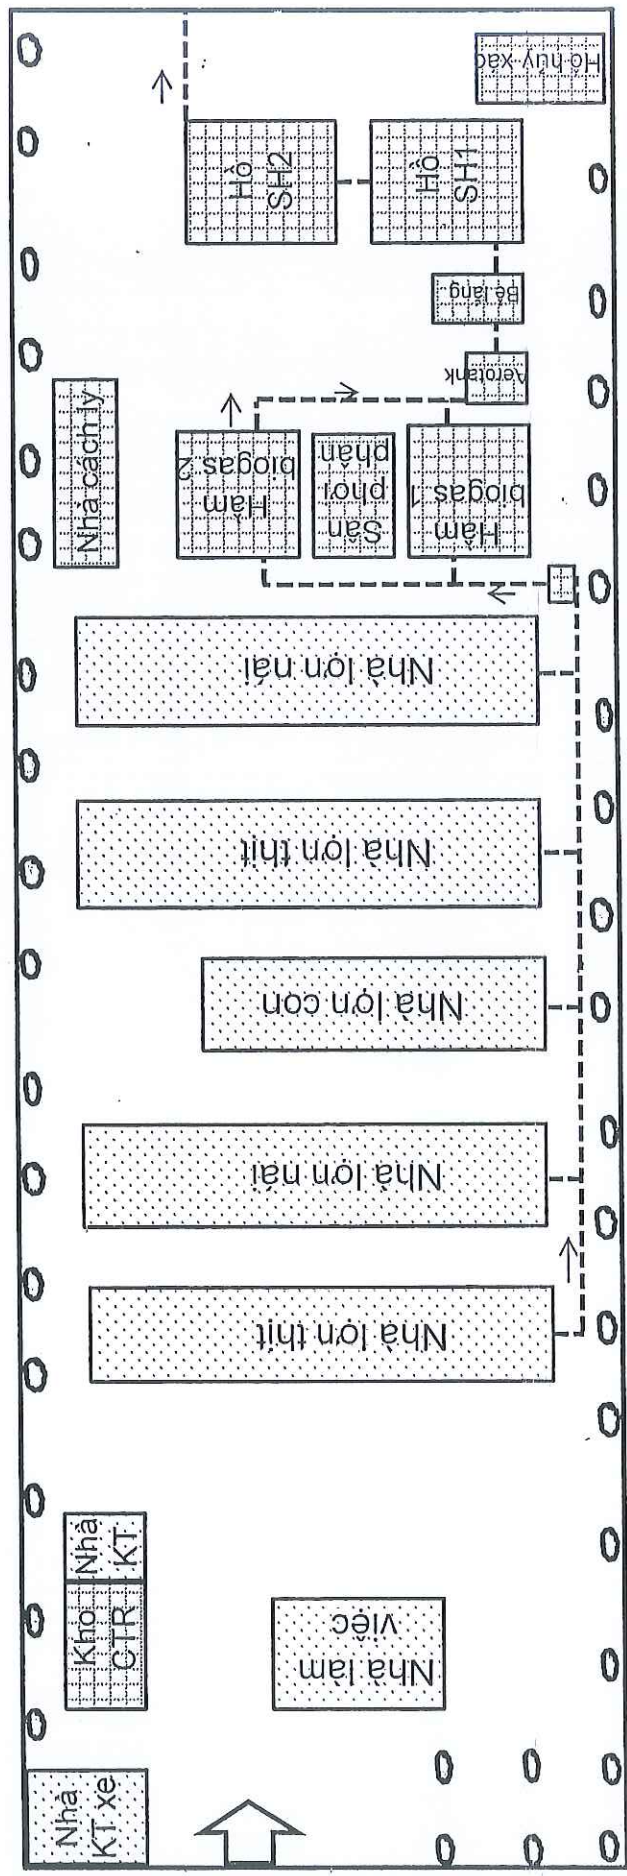 Hố hủy xác
Hồ
SH2
Hồ
SH1
Bể lắng
Aerotank
Nhà cách ly
Hầm
biogas 2
Sân
phơi
phân
Hầm
biogas 1
Nhà lợn nái
Nhà lợn thịt
Nhà lợn con
Nhà lợn nái
Nhà lợn thịt
Nhà
KT
Kho
CTR
Nhà làm
việc
Nhà
KT xe